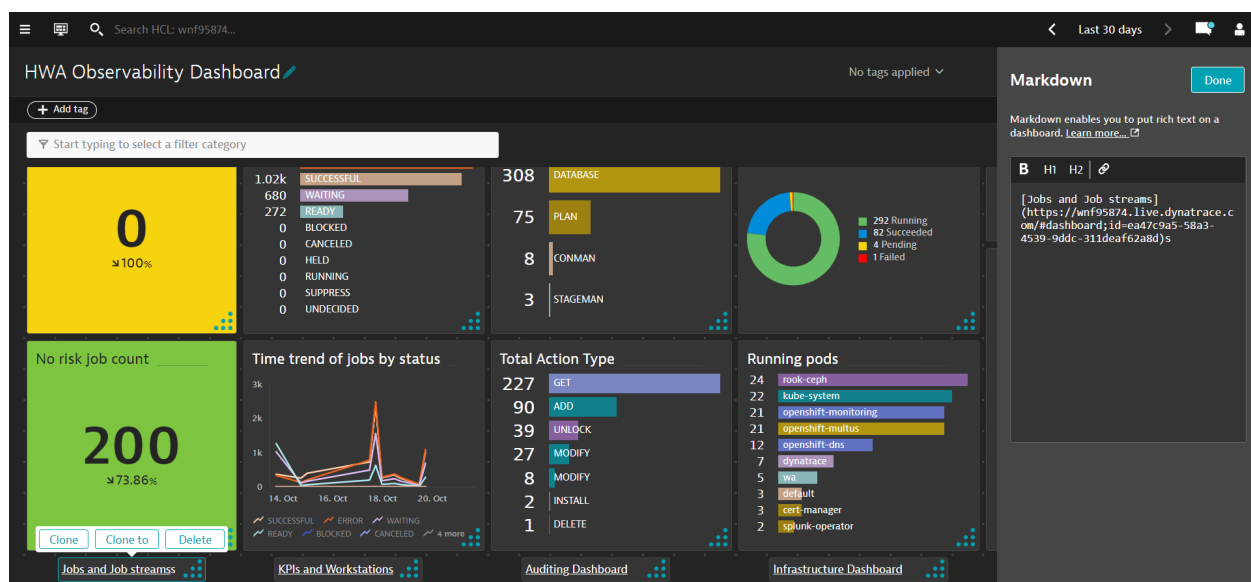 Search HCL: wnf95874...
Last 30 days
HWA Observability Dashboard
No tags applied
Add tag
Start typing to select a filter category
0
100%
1.02k SUCCESSFUL
680 WAITING
272 READY
0 BLOCKED
0 CANCELED
0 HELD
0 RUNNING
0 SUPPRESS
0 UNDECIDED
308 DATABASE
75 PLAN
8 CONMAN
3 STAGEMAN
292 Running
82 Succeeded
4 Pending
1 Failed
No risk job count
200
73.86%
Clone
Clone to
Delete
Time trend of jobs by status
3k
2k
1k
0
14. Oct 16. Oct 18. Oct 20. Oct
SUCCESSFUL ERROR WAITING
READY BLOCKED CANCELED 4 more
Total Action Type
227 GET
90 ADD
39 UNLOCK
27 MODIFY
8 MODIFY
2 INSTALL
1 DELETE
Running pods
24 rook-ceph
22 kube-system
21 openshift-monitoring
21 openshift-multus
12 openshift-dns
7 dynatrace
5 wa
3 default
3 cert-manager
2 splunk-operator
Jobs and Job streamss
KPIs and Workstations
Auditing Dashboard
Infrastructure Dashboard
Markdown
Done
Markdown enables you to put rich text on a
dashboard. Learn more...
B H1 H2
[Jobs and Job streams]
(https://wnf95874.live.dynatrace.c
om/#dashboard;id=ea47c9a5-58a3-
4539-9ddc-311deaf62a8d)s